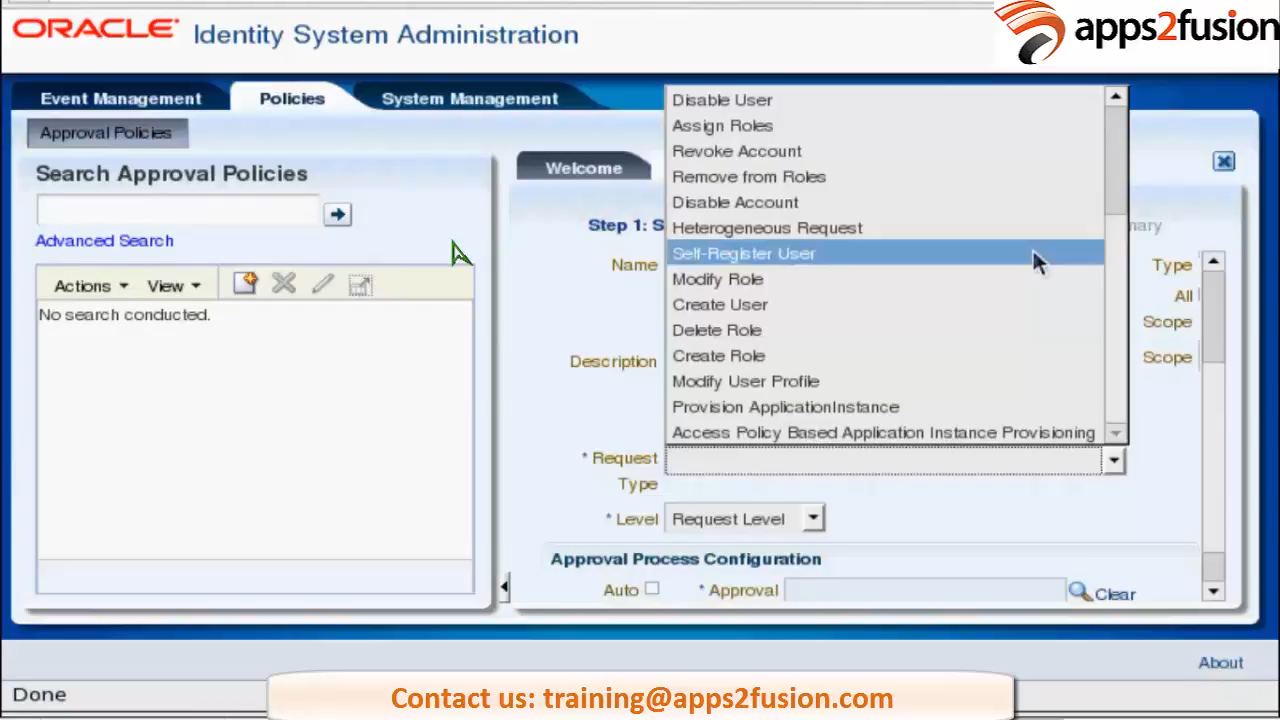 ORACLE Identity System Administration
apps2fusion
Event Management
Policies
System Management
Approval Policies
Search Approval Policies
Advanced Search
Actions
View
No search conducted.
Welcome
Step 1: S
mary
Name
Type
All
Scope
Description
Scope
Disable User
Assign Roles
Revoke Account
Remove from Roles
Disable Account
Heterogeneous Request
Self-Register User
Modify Role
Create User
Delete Role
Create Role
Modify User Profile
Provision ApplicationInstance
Access Policy Based Application Instance Provisioning
* Request
Type
* Level Request Level
Approval Process Configuration
Auto * Approval Clear
About
Done
Contact us: training@apps2fusion.com